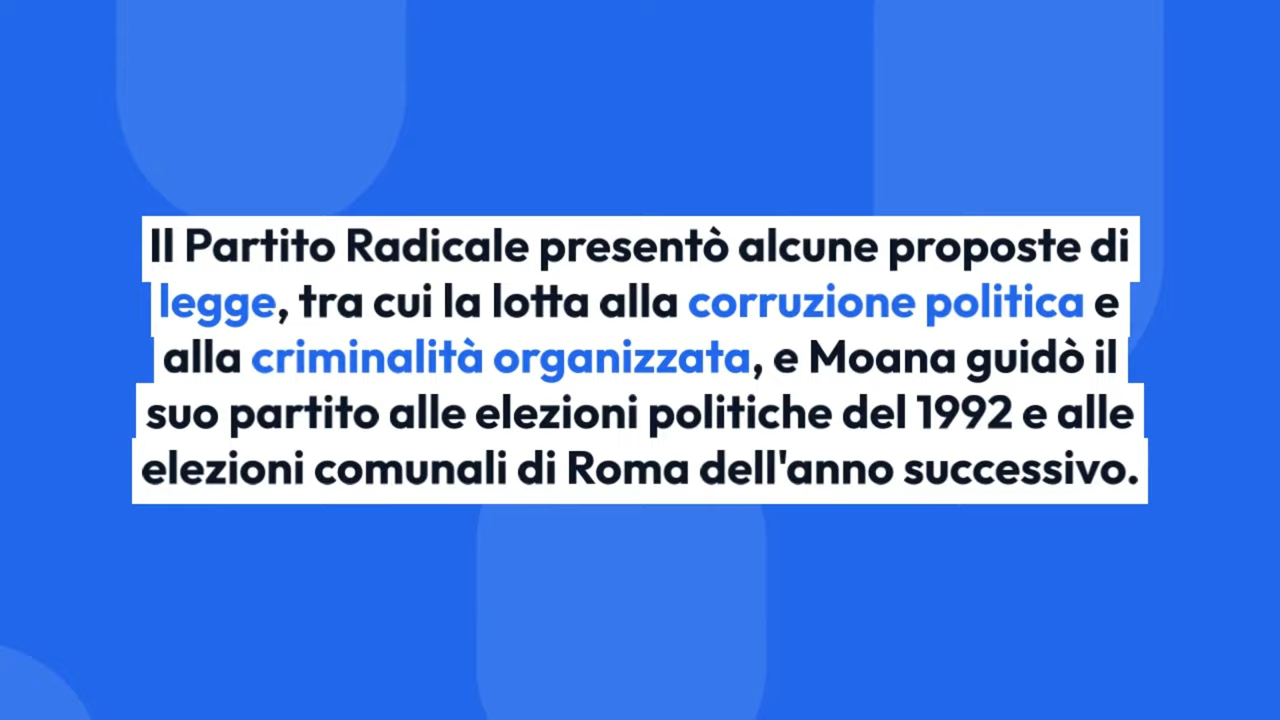 Il Partito Radicale presentò alcune proposte di
legge, tra cui la lotta alla corruzione politica e
alla criminalità organizzata, e Moana guidò il
suo partito alle elezioni politiche del 1992 e alle
elezioni comunali di Roma dell'anno successivo.